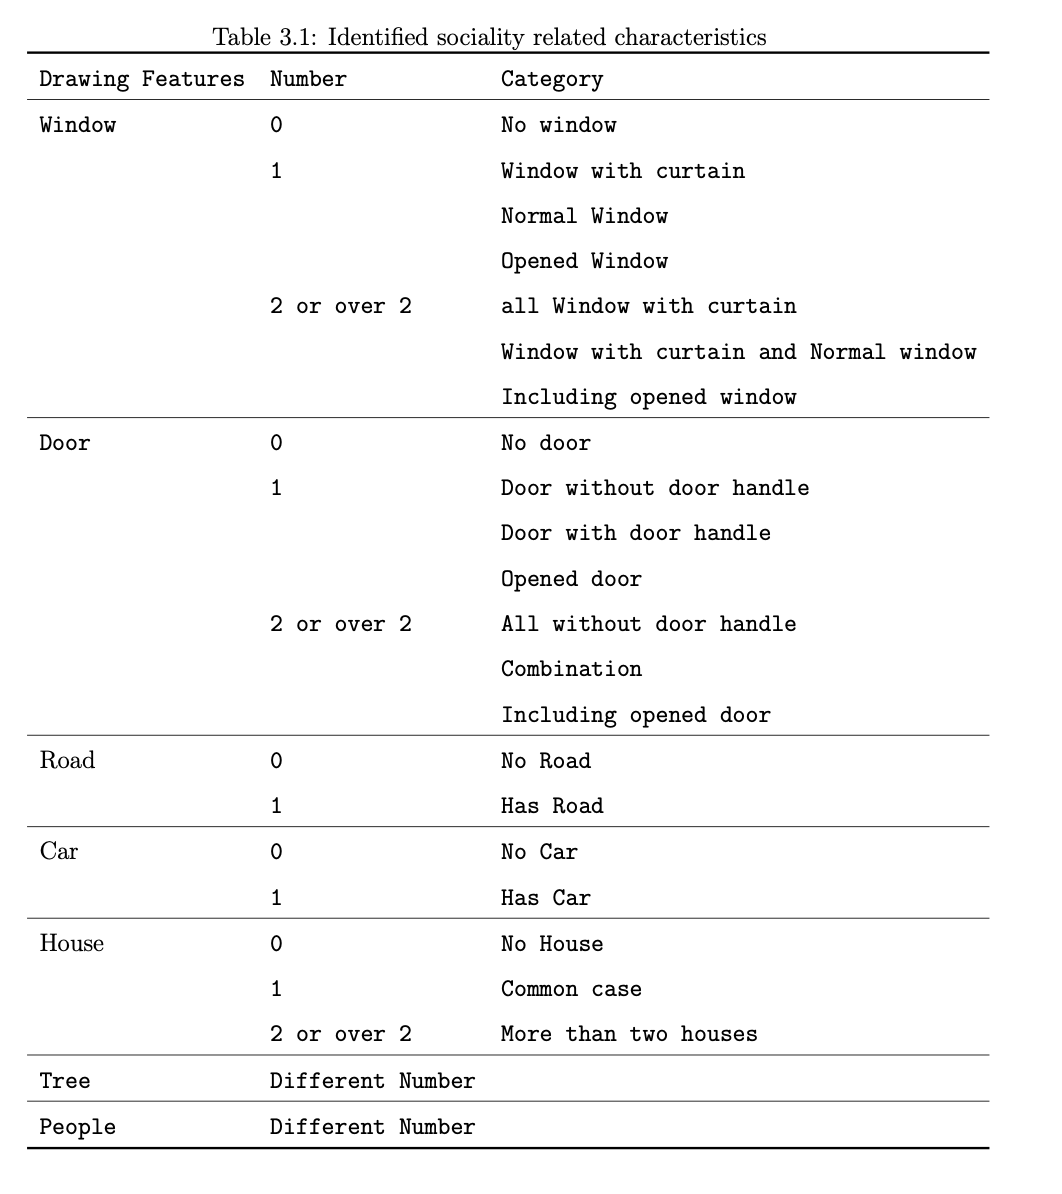 Table 3.1: Identified sociality related characteristics
Drawing Features Number Category
Window 0 No window
1 Window with curtain
Normal Window
Opened Window
2 or over 2 all Window with curtain
Window with curtain and Normal window
Including opened window
Door 0 No door
1 Door without door handle
Door with door handle
Opened door
2 or over 2 All without door handle
Combination
Including opened door
Road 0 No Road
1 Has Road
Car 0 No Car
1 Has Car
House 0 No House
1 Common case
2 or over 2 More than two houses
Tree Different Number
People Different Number